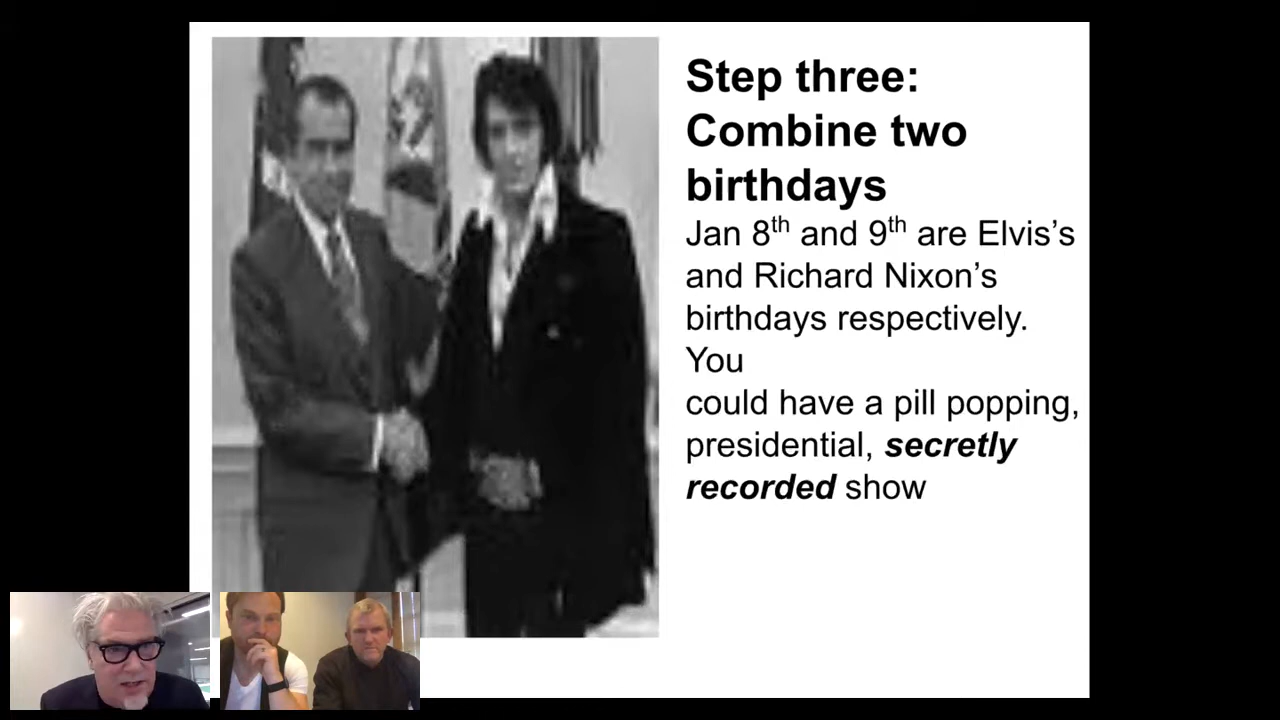 Step three:
Combine two
birthdays
Jan 8th and 9th are Elvis’s
and Richard Nixon’s
birthdays respectively.
You
could have a pill popping,
presidential, secretly
recorded show